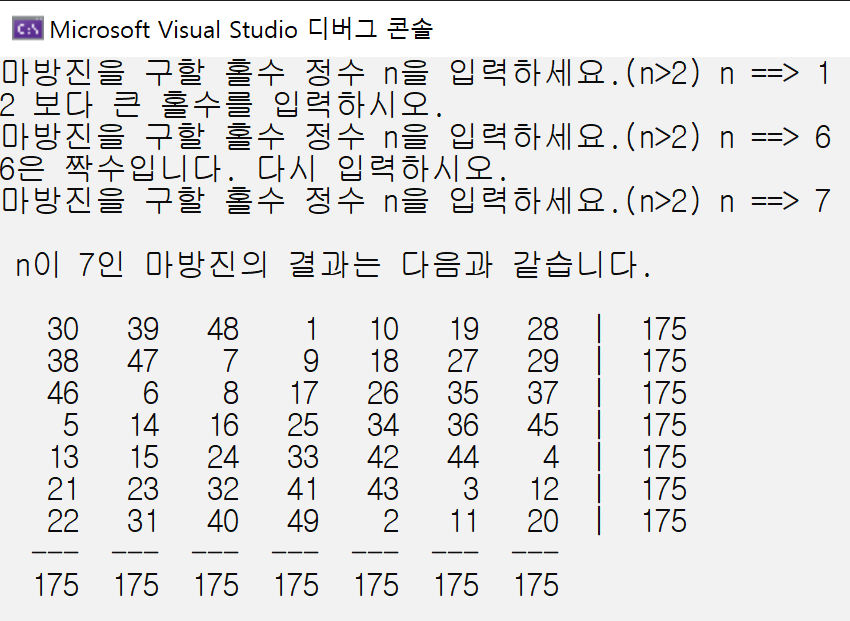 Microsoft Visual Studio 디버그 콘솔
마방진을 구할 홀수 정수 n을 입력하세요.(n>2) n ==> 1
2 보다 큰 홀수를 입력하시오.
마방진을 구할 홀수 정수 n을 입력하세요.(n>2) n ==> 6
6은 짝수입니다. 다시 입력하시오.
마방진을 구할 홀수 정수 n을 입력하세요.(n>2) n ==> 7
n이 7인 마방진의 결과는 다음과 같습니다.
30 39 48 1 10 19 28 | 175
38 47 7 9 18 27 29 | 175
46 6 8 17 26 35 37 | 175
5 14 16 25 34 36 45 | 175
13 15 24 33 42 44 4 | 175
21 23 32 41 43 3 12 | 175
22 31 40 49 2 11 20 | 175
--- --- --- --- --- --- ---
175 175 175 175 175 175 175